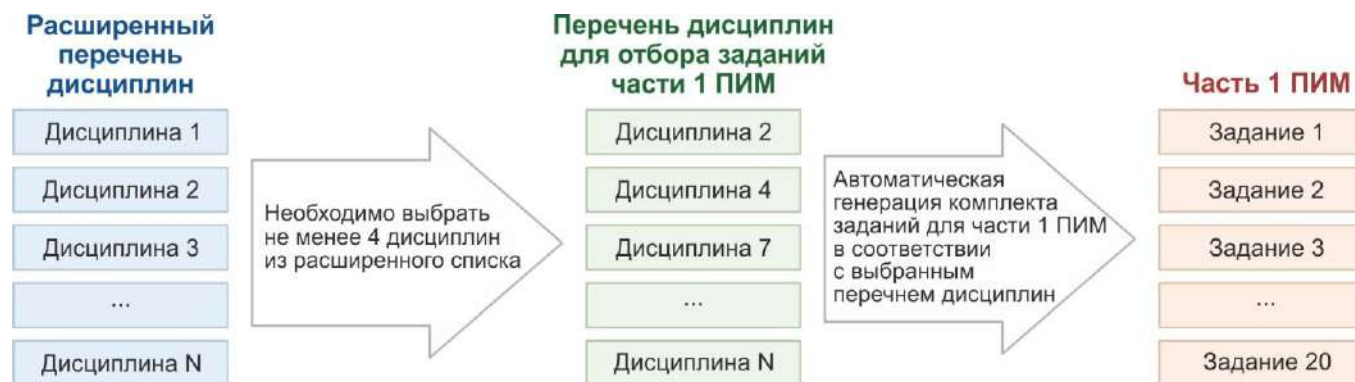 Расширенный
перечень
дисциплин
Дисциплина 1
Дисциплина 2
Дисциплина 3
...
Дисциплина N
Необходимо выбрать
не менее 4 дисциплин
из расширенного списка
Перечень дисциплин
для отбора заданий
части 1 ПИМ
Дисциплина 2
Дисциплина 4
Дисциплина 7
...
Дисциплина N
Автоматическая
генерация комплекта
заданий для части 1 ПИМ
в соответствии
с выбранным
перечнем дисциплин
Часть 1 ПИМ
Задание 1
Задание 2
Задание 3
...
Задание 20